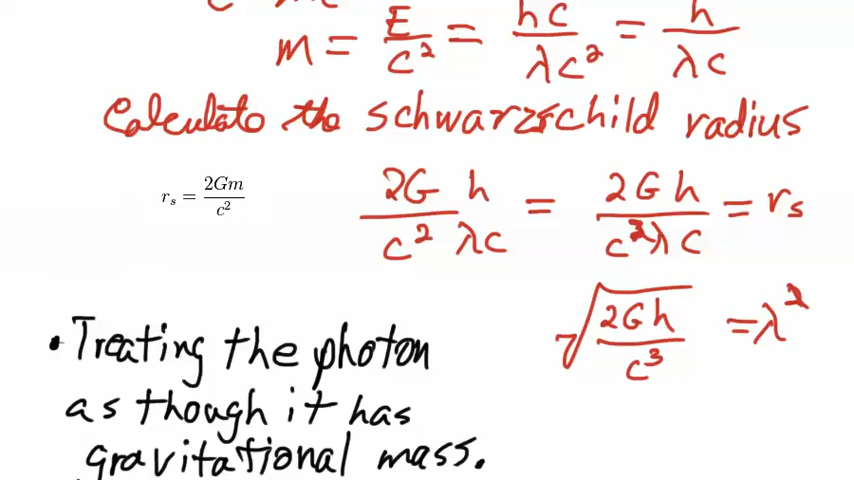 m = E/c² = hc/λc² = h/λc
Calculate the schwarzschild radius
r_s = 2Gm/c² 2G/c² h/λc = 2Gh/c³λc = r_s
√(2Gh/c³) = λ²
• Treating the photon
as though it has
gravitational mass.